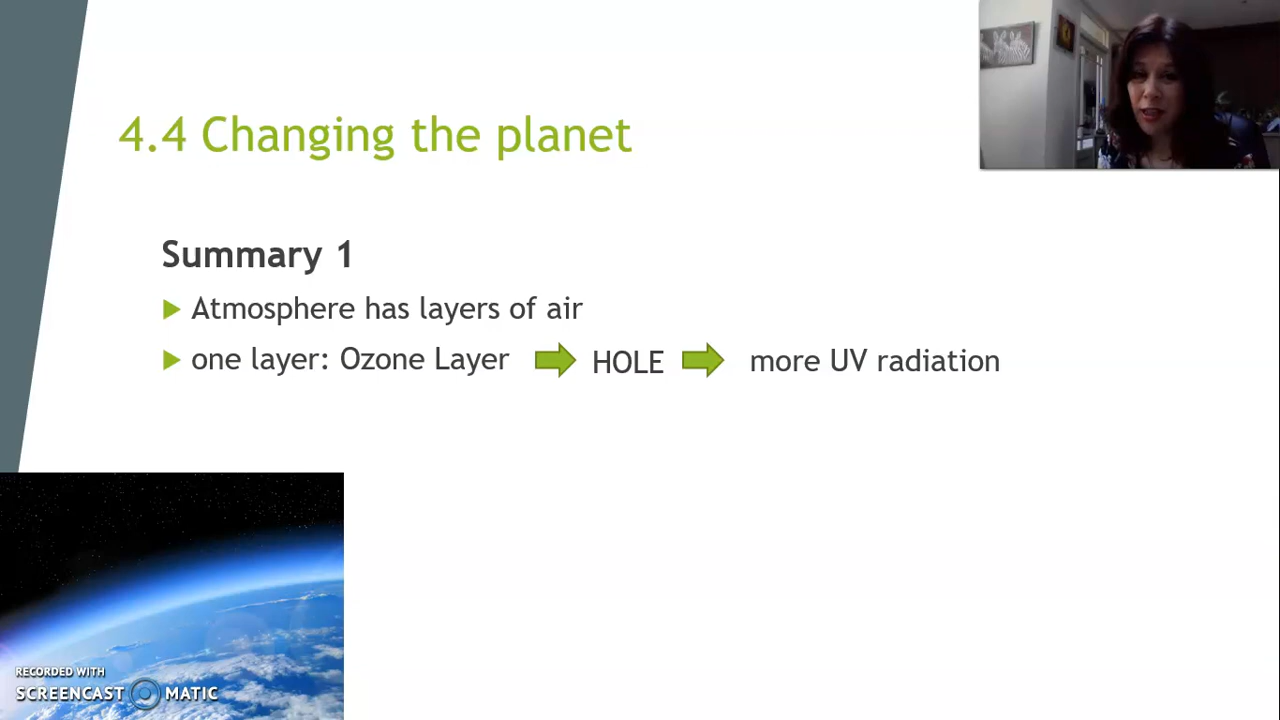 4.4 Changing the planet
Summary 1
Atmosphere has layers of air
one layer: Ozone Layer HOLE more UV radiation
RECORDED WITH
SCREENCAST MATIC